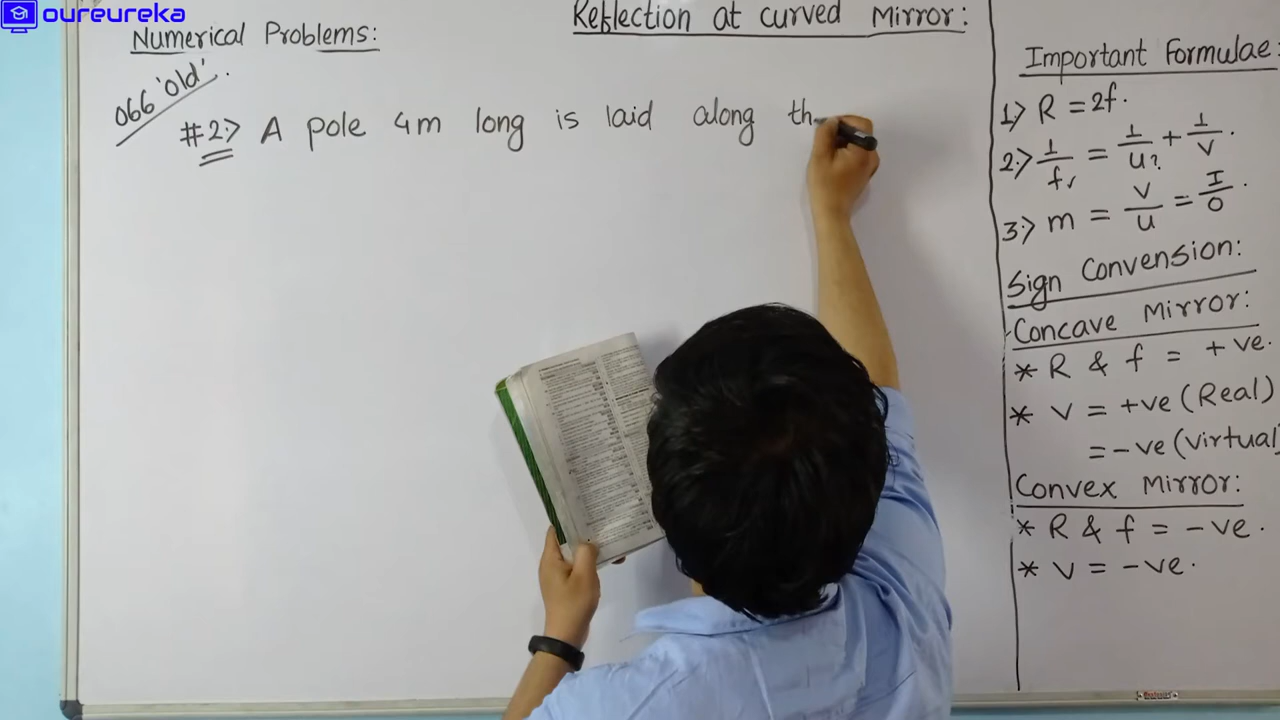 oureureka
Numerical Problems:
Reflection at curved Mirror:
066 'old'.
#2:> A pole 4m long is laid along th
Important Formulae:
1:> R = 2f.
2:> 1/f = 1/u + 1/v.
3:> m = v/u = I/O.
Sign Convension:
Concave Mirror:
* R & f = +ve.
* v = +ve (Real)
= -ve (virtual)
Convex Mirror:
* R & f = -ve.
* v = -ve.